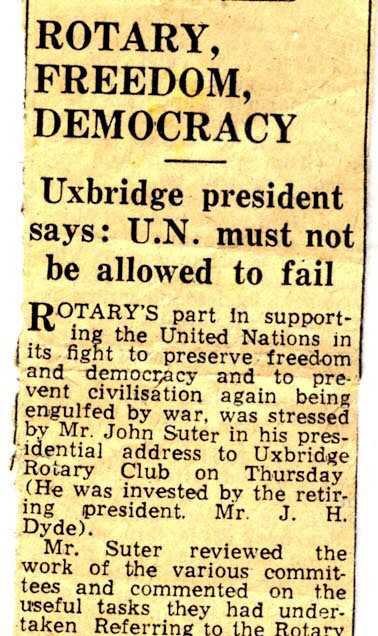 ROTARY,
FREEDOM,
DEMOCRACY
Uxbridge president
says: U.N. must not
be allowed to fail
ROTARY'S part in support-
ing the United Nations in
its fight to preserve freedom
and democracy and to pre-
vent civilisation again being
engulfed by war, was stressed
by Mr. John Suter in his pres-
idential address to Uxbridge
Rotary Club on Thursday
(He was invested by the retir-
ing president. Mr. J. H.
Dyde).
Mr. Suter reviewed the
work of the various commit-
tees and commented on the
useful tasks they had under-
taken Referring to the Rotary